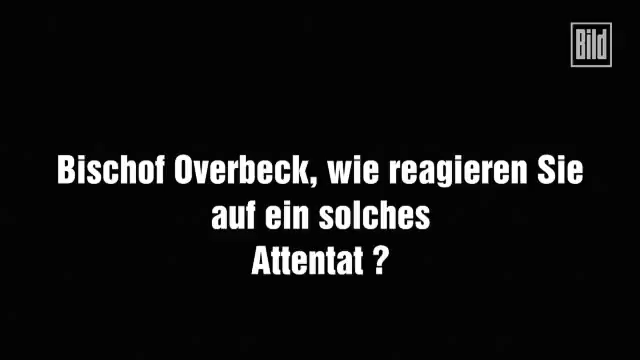 Bild
Bischof Overbeck, wie reagieren Sie
auf ein solches
Attentat ?